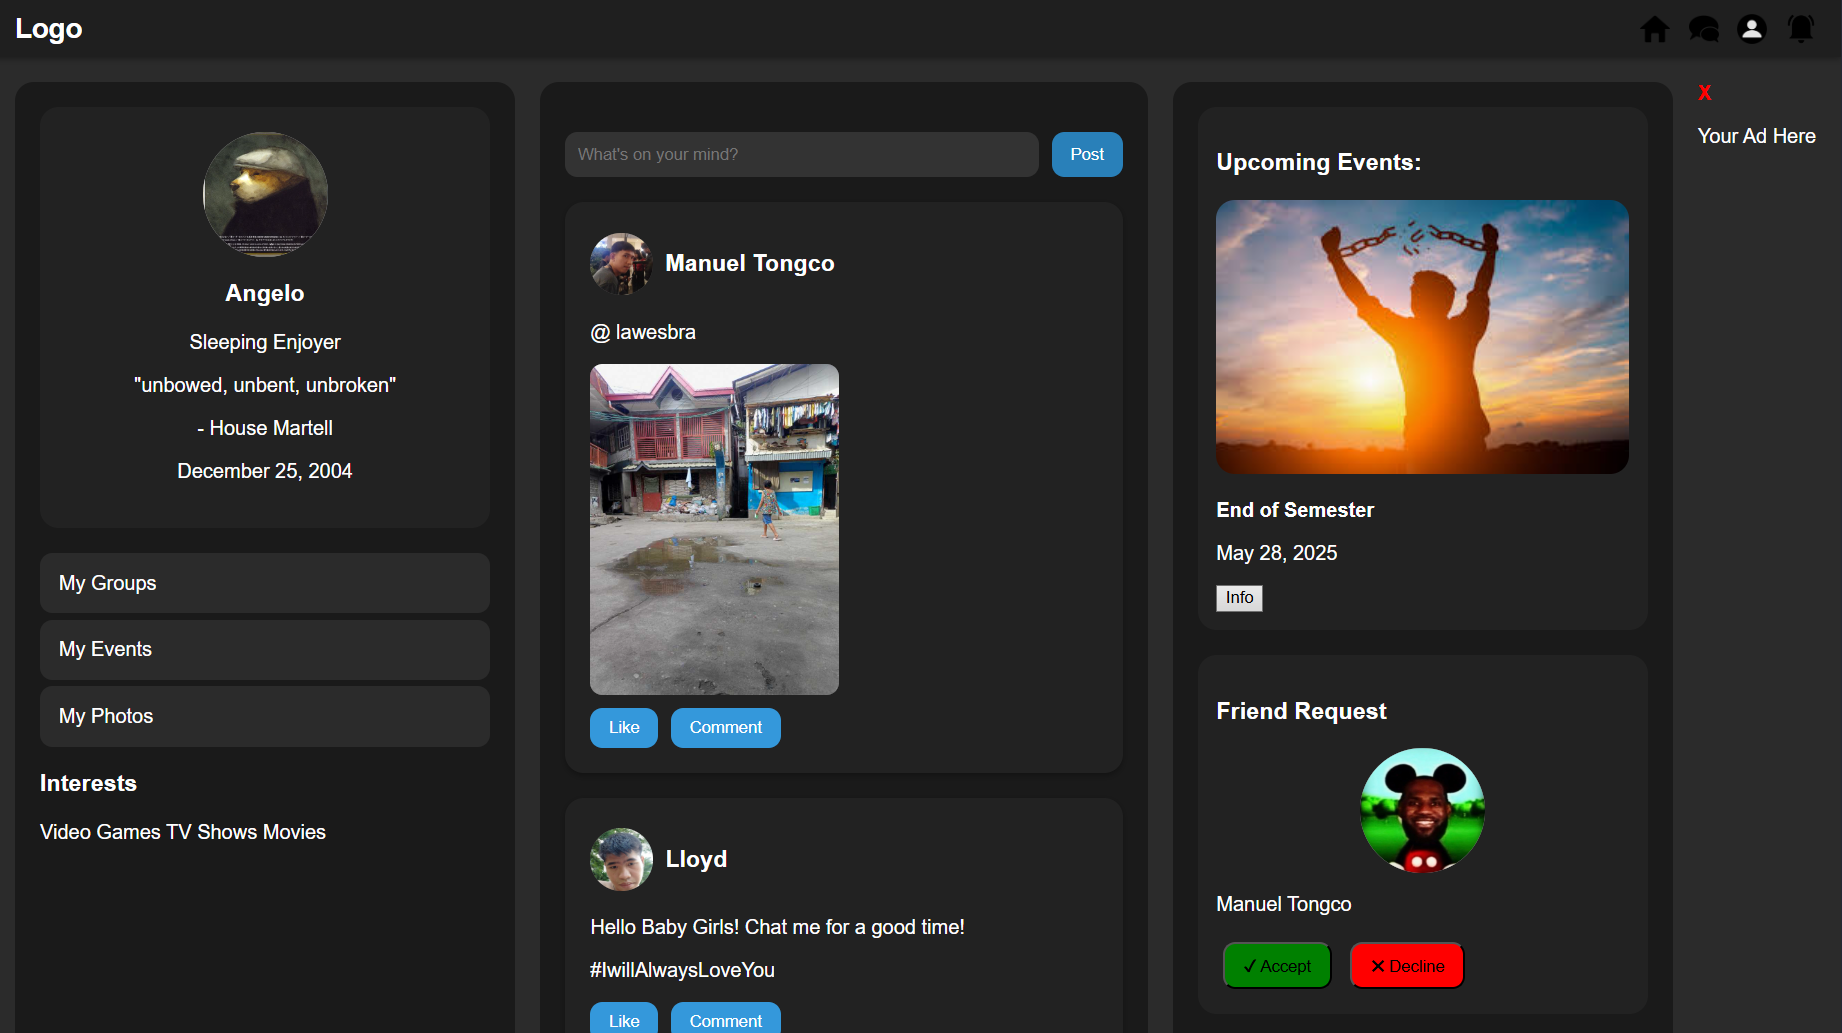 Logo
Angelo
Sleeping Enjoyer
"unbowed, unbent, unbroken"
- House Martell
December 25, 2004
My Groups
My Events
My Photos
Interests
Video Games TV Shows Movies
What's on your mind?
Post
Manuel Tongco
@ lawesbra
Like
Comment
Lloyd
Hello Baby Girls! Chat me for a good time!
#IwillAlwaysLoveYou
Like
Comment
Upcoming Events:
End of Semester
May 28, 2025
Info
Friend Request
Manuel Tongco
✓ Accept
✕ Decline
X
Your Ad Here